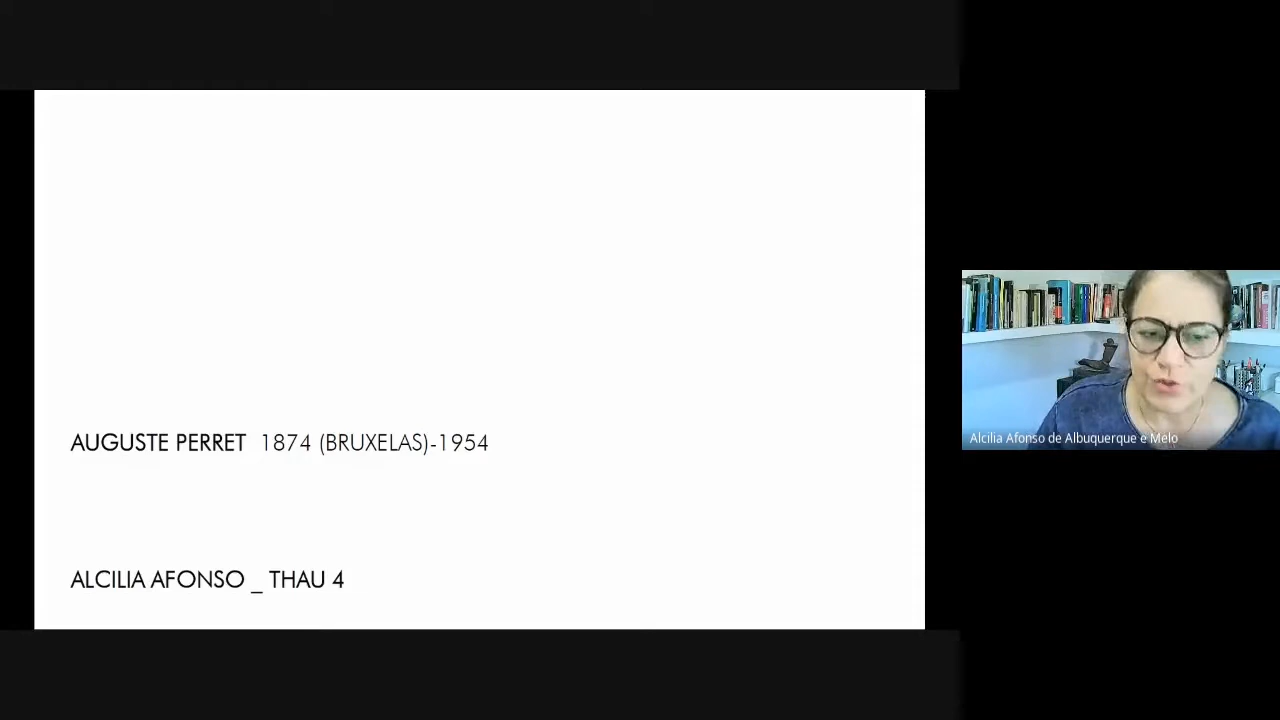 AUGUSTE PERRET 1874 (BRUXELAS)-1954
ALCILIA AFONSO _ THAU 4
Alcilia Afonso de Albuquerque e Melo